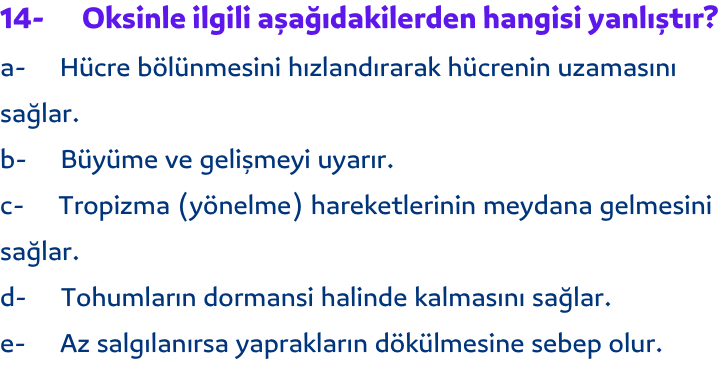 14- Oksinle ilgili aşağıdakilerden hangisi yanlıştır?
a- Hücre bölünmesini hızlandırarak hücrenin uzamasını
sağlar.
b- Büyüme ve gelişmeyi uyarır.
c- Tropizma (yönelme) hareketlerinin meydana gelmesini
sağlar.
d- Tohumların dormansi halinde kalmasını sağlar.
e- Az salgılanırsa yaprakların dökülmesine sebep olur.